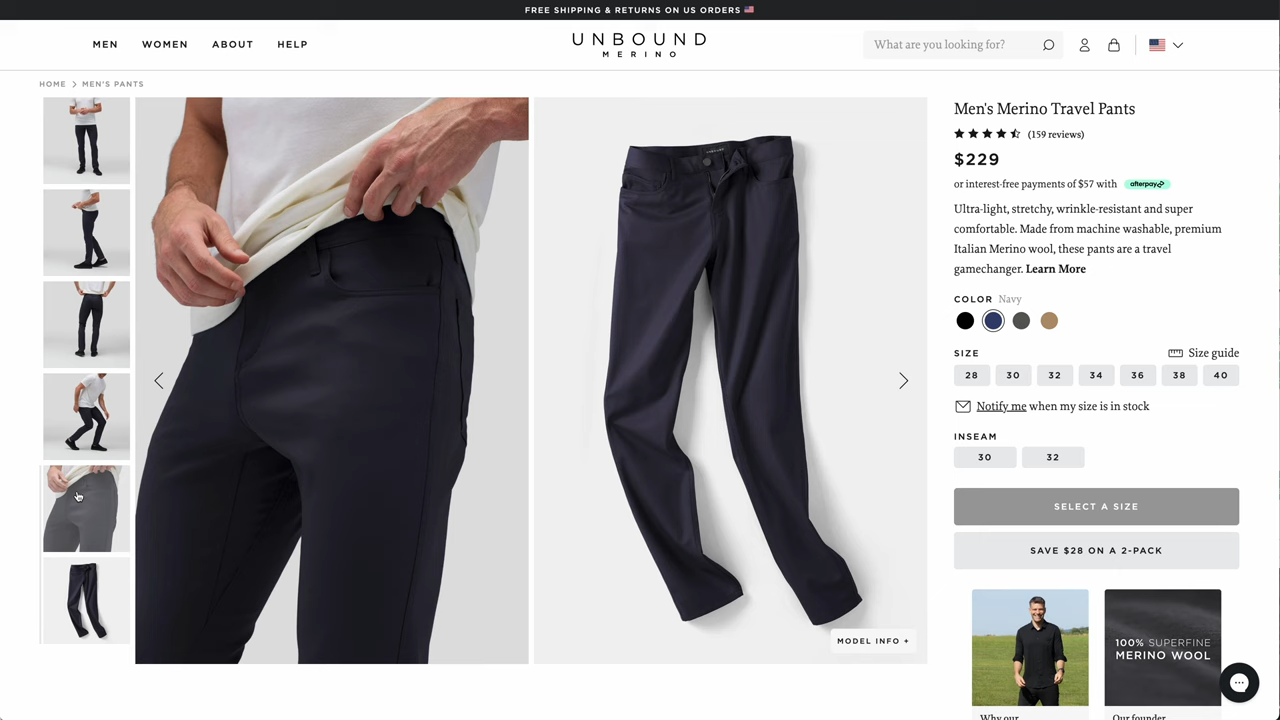 FREE SHIPPING & RETURNS ON US ORDERS
MEN
WOMEN
ABOUT
HELP
UNBOUND
MERINO
What are you looking for?
HOME > MEN'S PANTS
Men's Merino Travel Pants
(159 reviews)
$229
or interest-free payments of $57 with afterpay
Ultra-light, stretchy, wrinkle-resistant and super
comfortable. Made from machine washable, premium
Italian Merino wool, these pants are a travel
gamechanger. Learn More
COLOR Navy
SIZE
Size guide
28 30 32 34 36 38 40
Notify me when my size is in stock
INSEAM
30 32
SELECT A SIZE
SAVE $28 ON A 2-PACK
MODEL INFO +
100% SUPERFINE
MERINO WOOL
Why our
Our founder